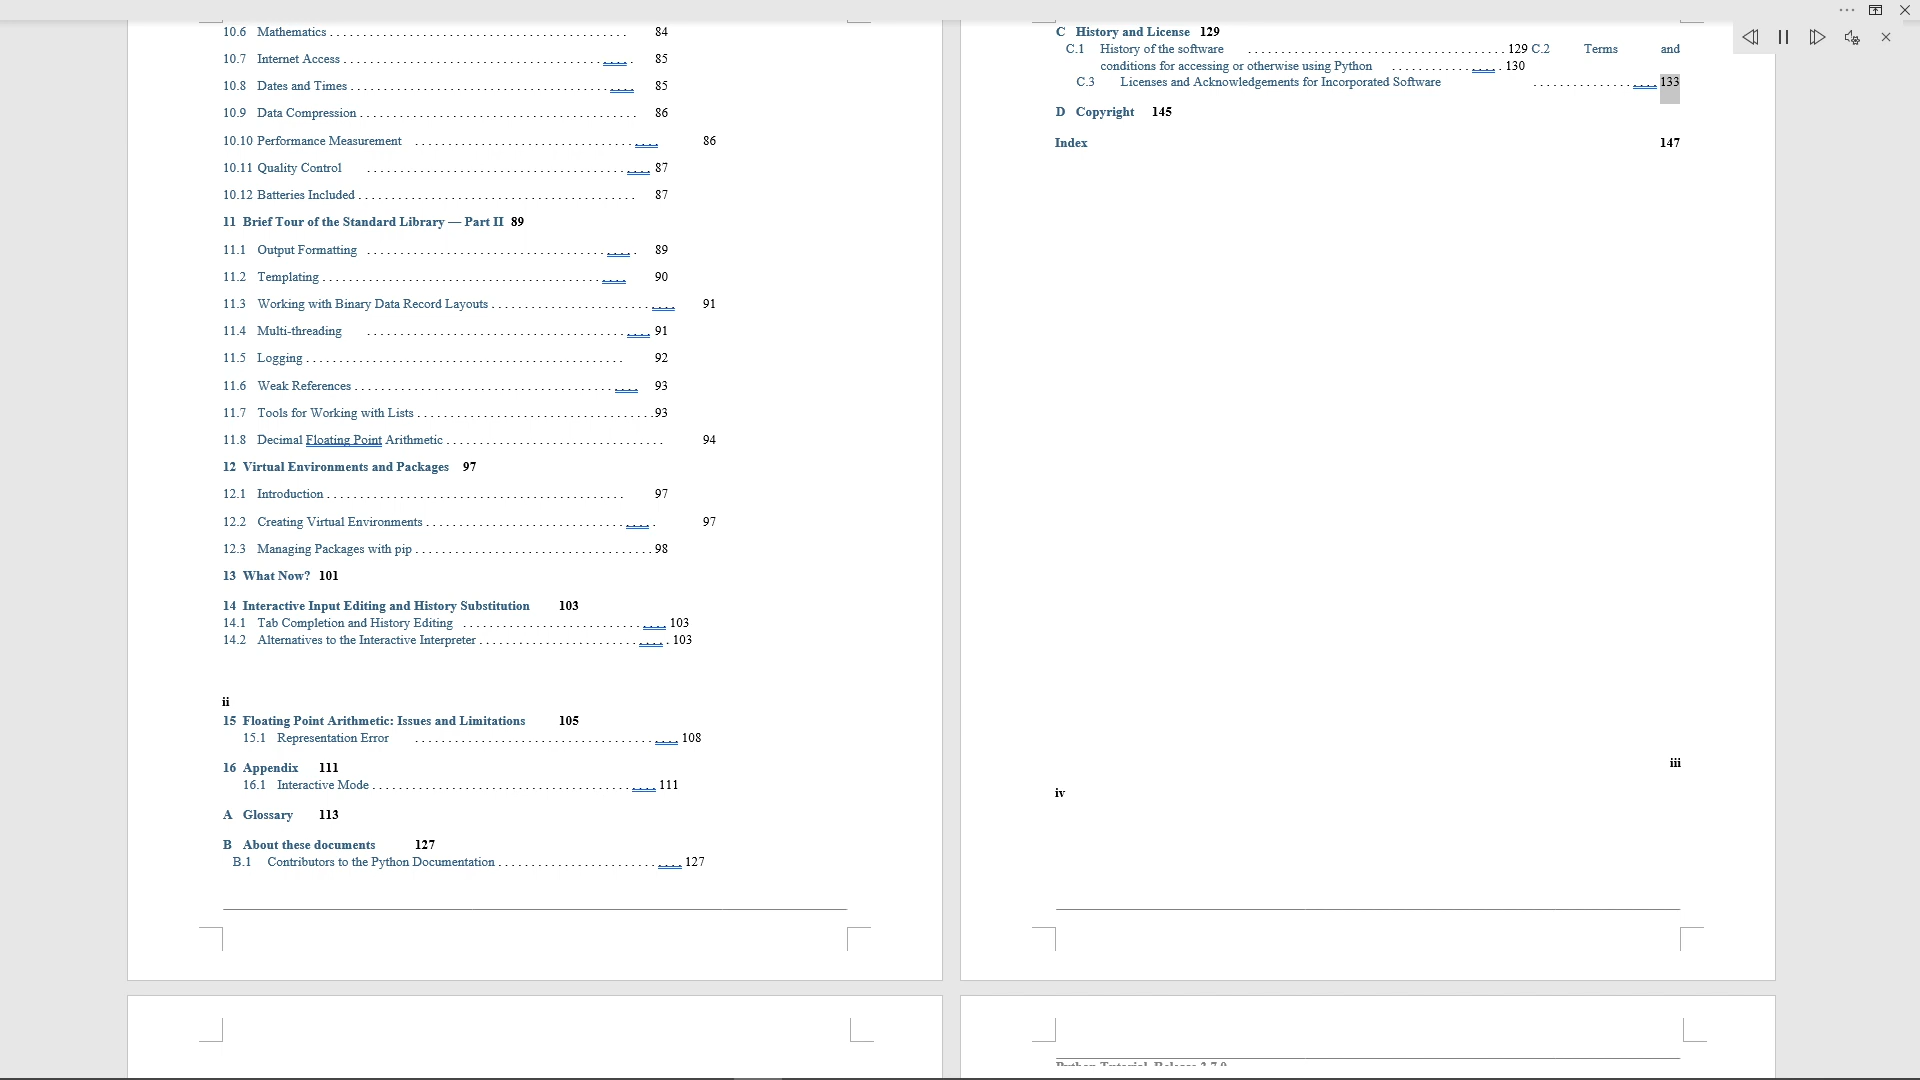 10.6 Mathematics . . . . . . . . . . . . . . . . . . . . . . . . . . . . . . . . . . . . . . . . . . . . . 84
10.7 Internet Access . . . . . . . . . . . . . . . . . . . . . . . . . . . . . . . . . . . . . . . . . . . 85
10.8 Dates and Times . . . . . . . . . . . . . . . . . . . . . . . . . . . . . . . . . . . . . . . . . . . 85
10.9 Data Compression . . . . . . . . . . . . . . . . . . . . . . . . . . . . . . . . . . . . . . . . . . 86
10.10 Performance Measurement . . . . . . . . . . . . . . . . . . . . . . . . . . . . . . . . . . . . . 86
10.11 Quality Control . . . . . . . . . . . . . . . . . . . . . . . . . . . . . . . . . . . . . . . . . . . 87
10.12 Batteries Included . . . . . . . . . . . . . . . . . . . . . . . . . . . . . . . . . . . . . . . . . . 87
11 Brief Tour of the Standard Library — Part II 89
11.1 Output Formatting . . . . . . . . . . . . . . . . . . . . . . . . . . . . . . . . . . . . . . . . . 89
11.2 Templating . . . . . . . . . . . . . . . . . . . . . . . . . . . . . . . . . . . . . . . . . . . . . . 90
11.3 Working with Binary Data Record Layouts . . . . . . . . . . . . . . . . . . . . . . . . . . . . 91
11.4 Multi-threading . . . . . . . . . . . . . . . . . . . . . . . . . . . . . . . . . . . . . . . . . . . 91
11.5 Logging . . . . . . . . . . . . . . . . . . . . . . . . . . . . . . . . . . . . . . . . . . . . . . . . 92
11.6 Weak References . . . . . . . . . . . . . . . . . . . . . . . . . . . . . . . . . . . . . . . . . . . 93
11.7 Tools for Working with Lists . . . . . . . . . . . . . . . . . . . . . . . . . . . . . . . . . . . .93
11.8 Decimal Floating Point Arithmetic . . . . . . . . . . . . . . . . . . . . . . . . . . . . . . . . . 94
12 Virtual Environments and Packages 97
12.1 Introduction . . . . . . . . . . . . . . . . . . . . . . . . . . . . . . . . . . . . . . . . . . . . . 97
12.2 Creating Virtual Environments . . . . . . . . . . . . . . . . . . . . . . . . . . . . . . . . . . . 97
12.3 Managing Packages with pip . . . . . . . . . . . . . . . . . . . . . . . . . . . . . . . . . . . . 98
13 What Now? 101
14 Interactive Input Editing and History Substitution 103
14.1 Tab Completion and History Editing . . . . . . . . . . . . . . . . . . . . . . . . . . . . . . . 103
14.2 Alternatives to the Interactive Interpreter . . . . . . . . . . . . . . . . . . . . . . . . . . . . . 103
ii
15 Floating Point Arithmetic: Issues and Limitations 105
15.1 Representation Error . . . . . . . . . . . . . . . . . . . . . . . . . . . . . . . . . . . . . . . . 108
16 Appendix 111
16.1 Interactive Mode . . . . . . . . . . . . . . . . . . . . . . . . . . . . . . . . . . . . . . . . . . . 111
A Glossary 113
B About these documents 127
B.1 Contributors to the Python Documentation . . . . . . . . . . . . . . . . . . . . . . . . . . . . 127
C History and License 129
C.1 History of the software . . . . . . . . . . . . . . . . . . . . . . . . . . . . . . . . . . . . . . . 129 C.2 Terms and
conditions for accessing or otherwise using Python . . . . . . . . . . . . . . . . . 130
C.3 Licenses and Acknowledgements for Incorporated Software . . . . . . . . . . . . . . . . . . . 133
D Copyright 145
Index 147
iii
iv